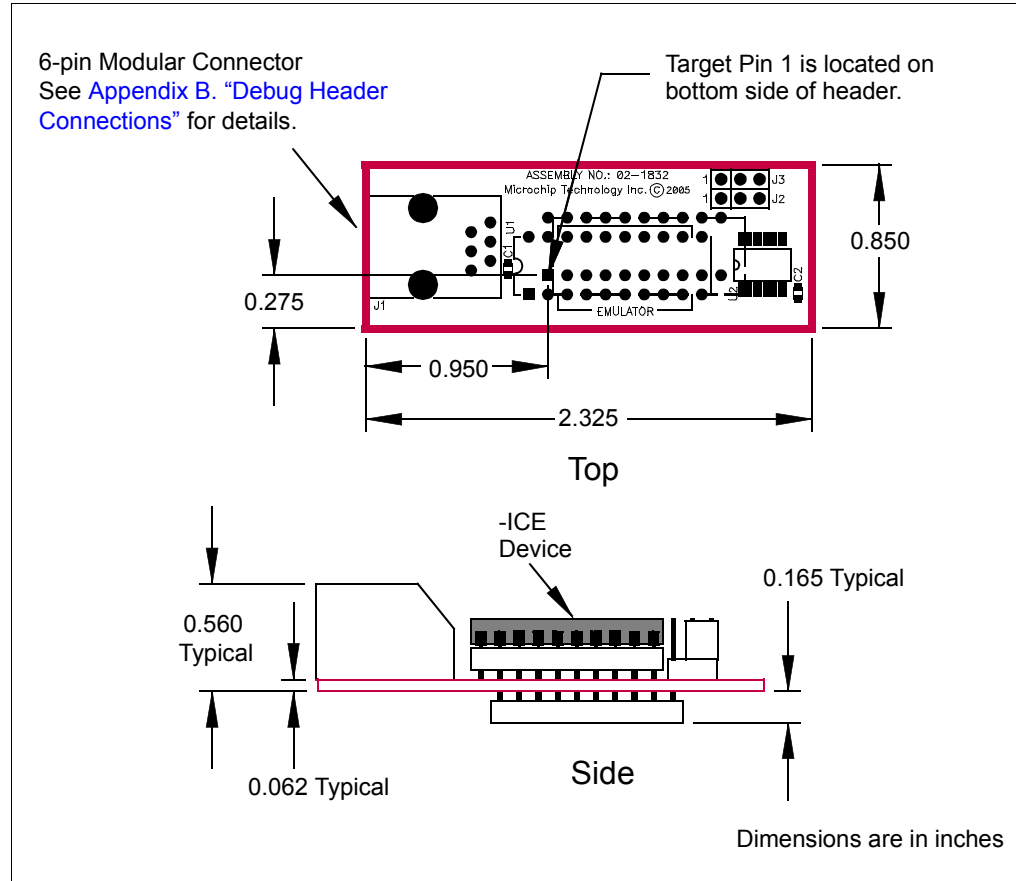 6-pin Modular Connector
See Appendix B. “Debug Header
Connections” for details.
Target Pin 1 is located on
bottom side of header.
ASSEMBLY NO.: 02-1832
Microchip Technology Inc. © 2005
1 J3
1 J2
U1
C1
J1
U2
C2
EMULATOR
0.275
0.850
0.950
2.325
Top
-ICE
Device
0.165 Typical
0.560
Typical
0.062 Typical
Side
Dimensions are in inches